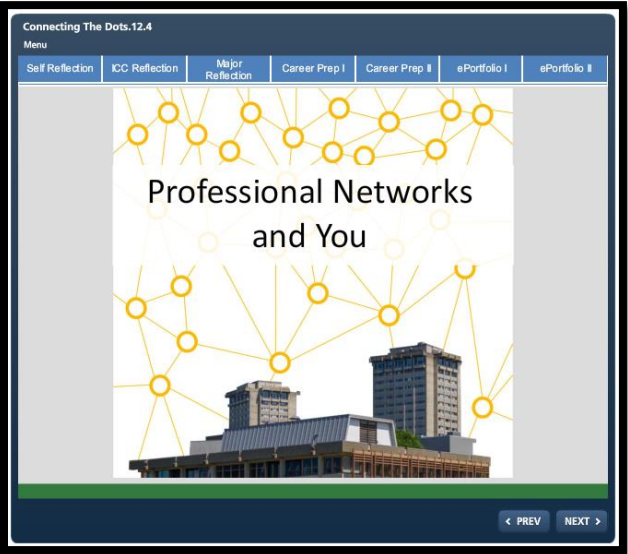 Connecting The Dots.12.4
Menu
Self Reflection
ICC Reflection
Major
Reflection
Career Prep I
Career Prep II
ePortfolio I
ePortfolio II
Professional Networks
and You
‹ PREV
NEXT ›